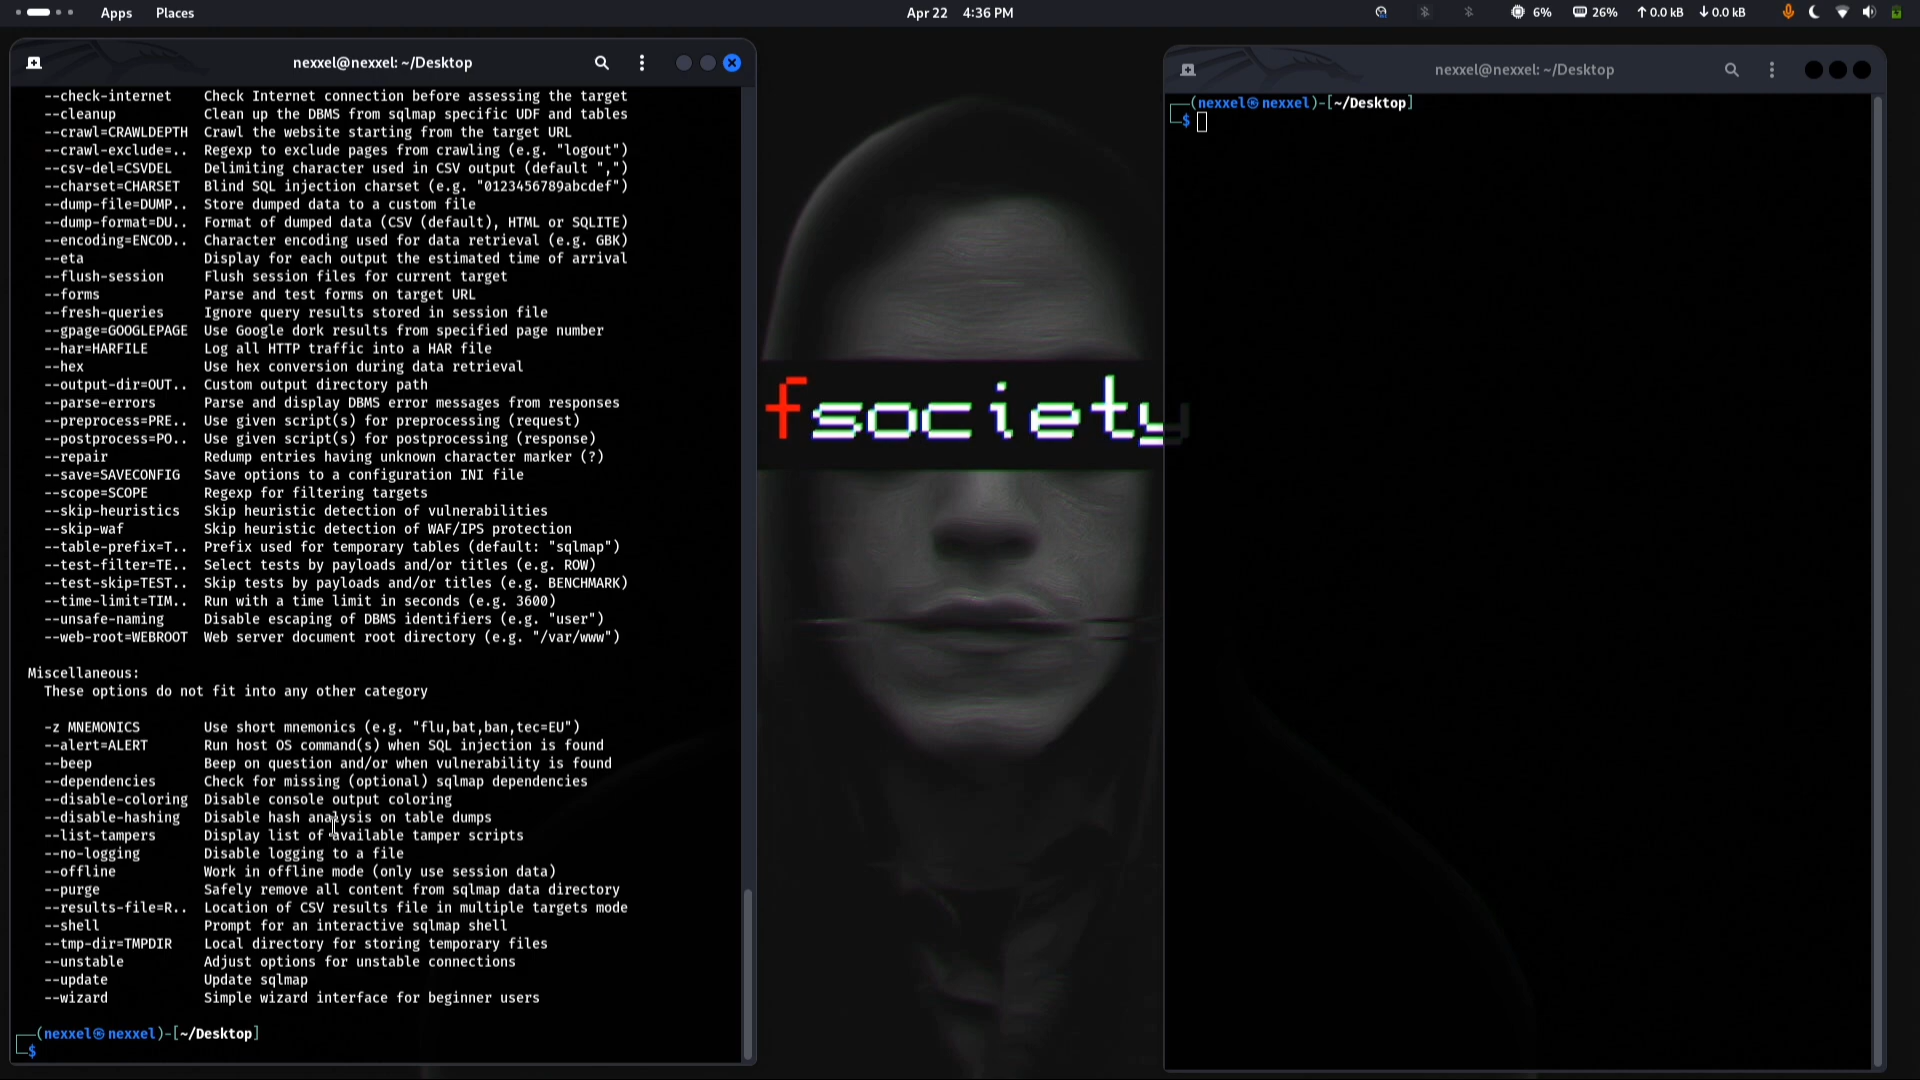 Apps Places
Apr 22 4:36 PM
6% 26% 0.0 kB 0.0 kB
nexxel@nexxel: ~/Desktop
--check-internet Check Internet connection before assessing the target
--cleanup Clean up the DBMS from sqlmap specific UDF and tables
--crawl=CRAWLDEPTH Crawl the website starting from the target URL
--crawl-exclude=.. Regexp to exclude pages from crawling (e.g. "logout")
--csv-del=CSVDEL Delimiting character used in CSV output (default ",")
--charset=CHARSET Blind SQL injection charset (e.g. "0123456789abcdef")
--dump-file=DUMP.. Store dumped data to a custom file
--dump-format=DU.. Format of dumped data (CSV (default), HTML or SQLITE)
--encoding=ENCOD.. Character encoding used for data retrieval (e.g. GBK)
--eta Display for each output the estimated time of arrival
--flush-session Flush session files for current target
--forms Parse and test forms on target URL
--fresh-queries Ignore query results stored in session file
--gpage=GOOGLEPAGE Use Google dork results from specified page number
--har=HARFILE Log all HTTP traffic into a HAR file
--hex Use hex conversion during data retrieval
--output-dir=OUT.. Custom output directory path
--parse-errors Parse and display DBMS error messages from responses
--preprocess=PRE.. Use given script(s) for preprocessing (request)
--postprocess=PO.. Use given script(s) for postprocessing (response)
--repair Redump entries having unknown character marker (?)
--save=SAVECONFIG Save options to a configuration INI file
--scope=SCOPE Regexp for filtering targets
--skip-heuristics Skip heuristic detection of vulnerabilities
--skip-waf Skip heuristic detection of WAF/IPS protection
--table-prefix=T.. Prefix used for temporary tables (default: "sqlmap")
--test-filter=TE.. Select tests by payloads and/or titles (e.g. ROW)
--test-skip=TEST.. Skip tests by payloads and/or titles (e.g. BENCHMARK)
--time-limit=TIM.. Run with a time limit in seconds (e.g. 3600)
--unsafe-naming Disable escaping of DBMS identifiers (e.g. "user")
--web-root=WEBROOT Web server document root directory (e.g. "/var/www")
Miscellaneous:
These options do not fit into any other category
-z MNEMONICS Use short mnemonics (e.g. "flu,bat,ban,tec=EU")
--alert=ALERT Run host OS command(s) when SQL injection is found
--beep Beep on question and/or when vulnerability is found
--dependencies Check for missing (optional) sqlmap dependencies
--disable-coloring Disable console output coloring
--disable-hashing Disable hash analysis on table dumps
--list-tampers Display list of available tamper scripts
--no-logging Disable logging to a file
--offline Work in offline mode (only use session data)
--purge Safely remove all content from sqlmap data directory
--results-file=R.. Location of CSV results file in multiple targets mode
--shell Prompt for an interactive sqlmap shell
--tmp-dir=TMPDIR Local directory for storing temporary files
--unstable Adjust options for unstable connections
--update Update sqlmap
--wizard Simple wizard interface for beginner users
(nexxel㉿nexxel)-[~/Desktop]
$
fsociety
nexxel@nexxel: ~/Desktop
(nexxel㉿nexxel)-[~/Desktop]
$